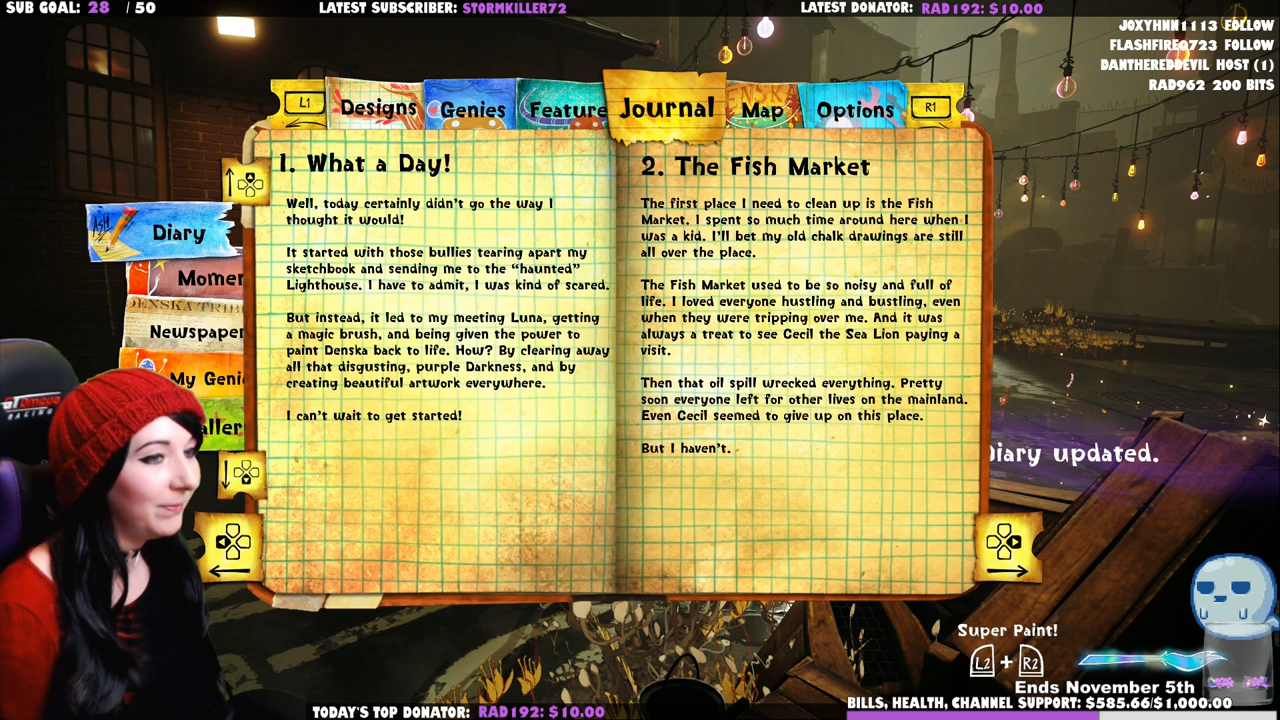 SUB GOAL: 28 / 50
LATEST SUBSCRIBER: STORMKILLER72
LATEST DONATOR: RAD192: $10.00
JOXYHNN1113 FOLLOW
FLASHFIREQ723 FOLLOW
DANTHEREDDEVIL HOST (1)
RAD962 200 BITS
L1
Designs
Genies
Feature
Journal
Map
Options
R1
Diary
Momen
DENSKA TRIB
Newspaper
My Geni
aller
GT Omega
RACING
1. What a Day!
Well, today certainly didn't go the way I
thought it would!
It started with those bullies tearing apart my
sketchbook and sending me to the "haunted"
Lighthouse. I have to admit, I was kind of scared.
But instead, it led to my meeting Luna, getting
a magic brush, and being given the power to
paint Denska back to life. How? By clearing away
all that disgusting, purple Darkness, and by
creating beautiful artwork everywhere.
I can't wait to get started!
2. The Fish Market
The first place I need to clean up is the Fish
Market. I spent so much time around here when I
was a kid. I'll bet my old chalk drawings are still
all over the place.
The Fish Market used to be so noisy and full of
life. I loved everyone hustling and bustling, even
when they were tripping over me. And it was
always a treat to see Cecil the Sea Lion paying a
visit.
Then that oil spill wrecked everything. Pretty
soon everyone left for other lives on the mainland.
Even Cecil seemed to give up on this place.
But I haven't.
Diary updated.
Super Paint!
L2 + R2
Ends November 5th
BILLS, HEALTH, CHANNEL SUPPORT: $585.66/$1,000.00
TODAY'S TOP DONATOR: RAD192: $10.00